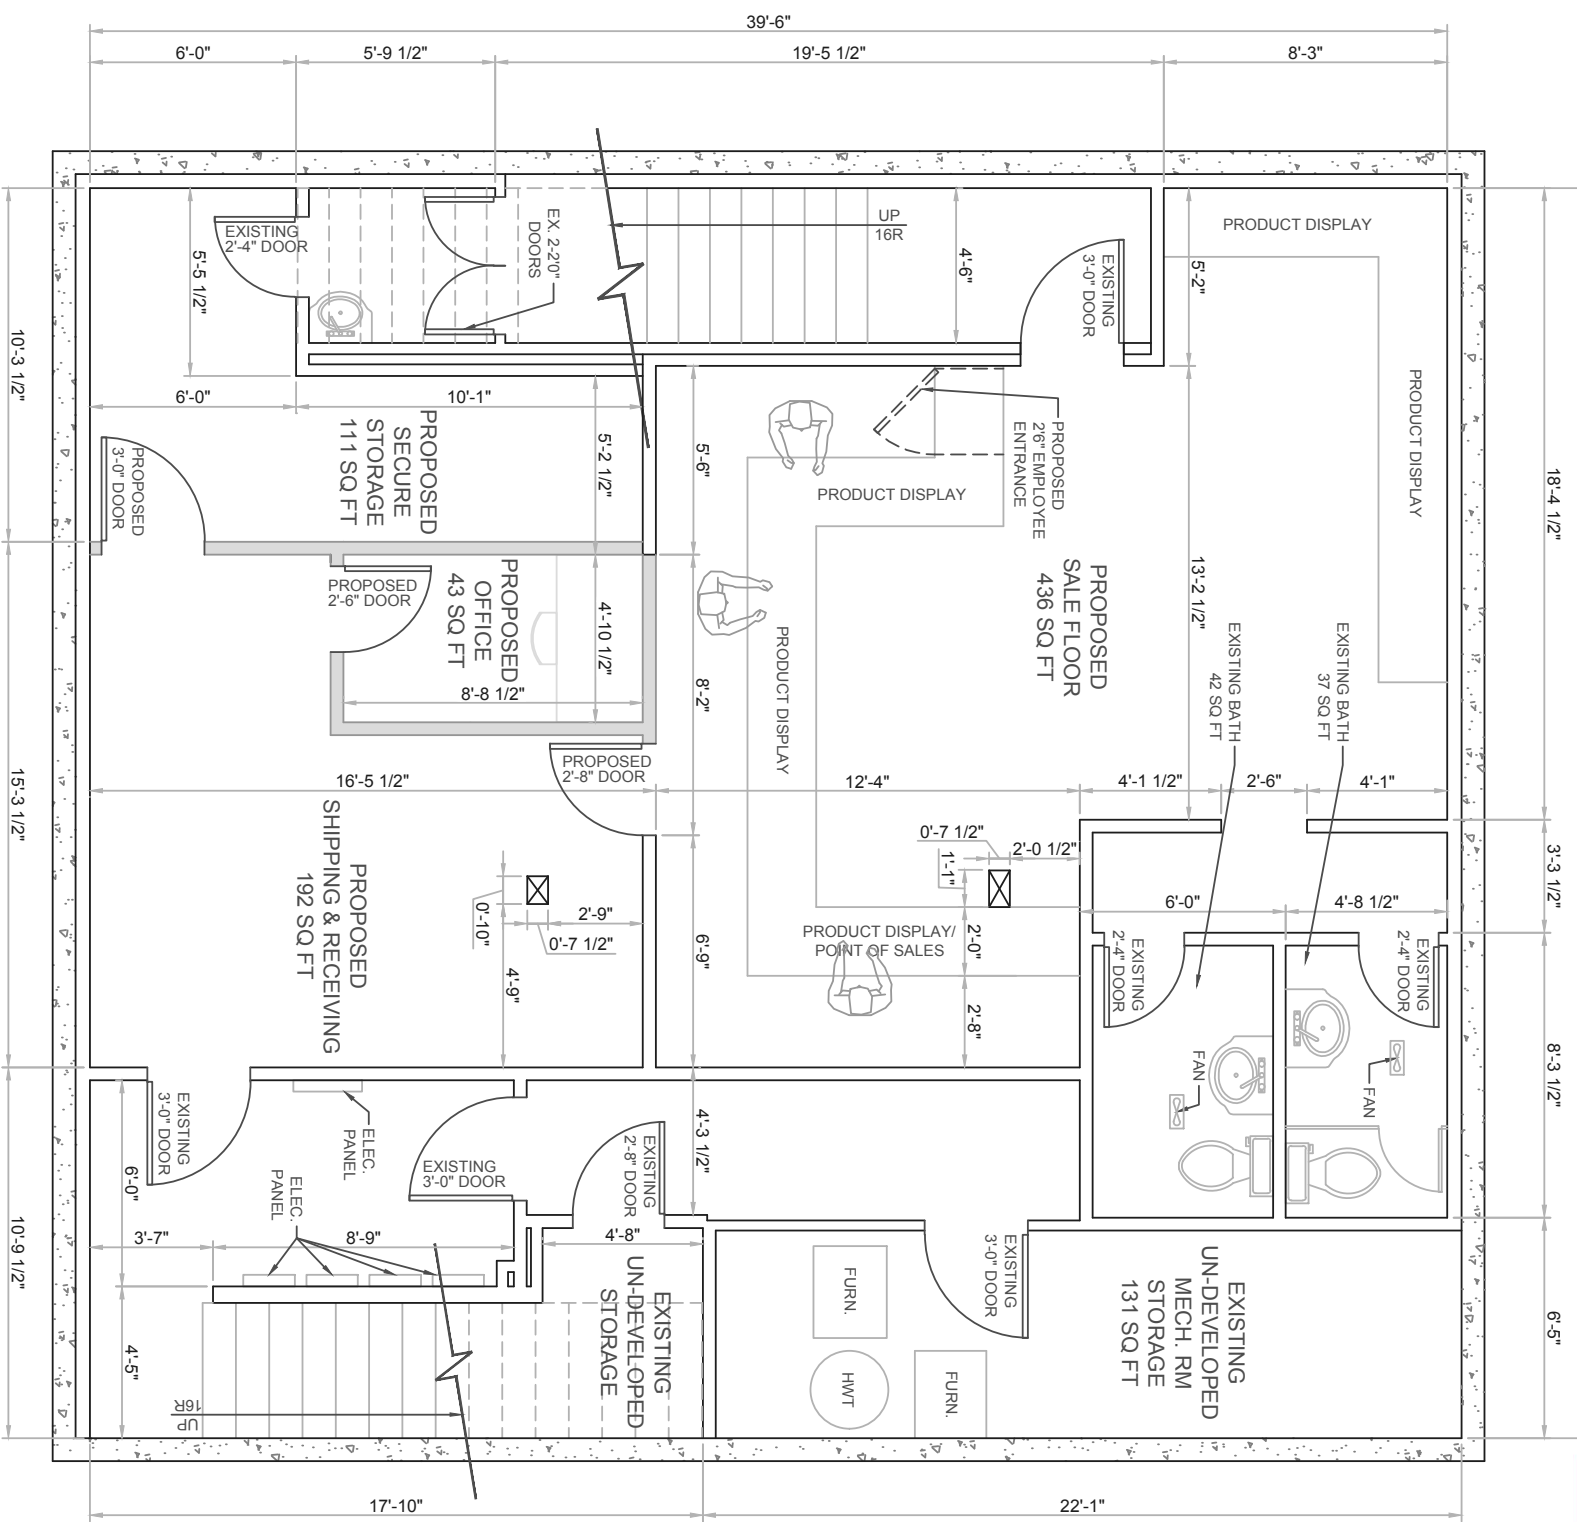 39'-6"
6'-0"
5'-9 1/2"
19'-5 1/2"
8'-3"
EXISTING
2'-4" DOOR
5'-5 1/2"
EX. 2-2'0"
DOORS
UP
16R
4'-6"
EXISTING
3'-0" DOOR
5'-2"
PRODUCT DISPLAY
PRODUCT DISPLAY
10'-3 1/2"
18'-4 1/2"
6'-0"
10'-1"
PROPOSED
3'-0" DOOR
PROPOSED
SECURE
STORAGE
111 SQ FT
5'-2 1/2"
5'-6"
PRODUCT DISPLAY
PROPOSED
2'6" EMPLOYEE
ENTRANCE
PROPOSED
2'-6" DOOR
PROPOSED
OFFICE
43 SQ FT
4'-10 1/2"
8'-8 1/2"
8'-2"
PRODUCT DISPLAY
PROPOSED
SALE FLOOR
436 SQ FT
13'-2 1/2"
EXISTING BATH
42 SQ FT
EXISTING BATH
37 SQ FT
PROPOSED
2'-8" DOOR
15'-3 1/2"
16'-5 1/2"
12'-4"
4'-1 1/2"
2'-6"
4'-1"
PROPOSED
SHIPPING & RECEIVING
192 SQ FT
0'-10"
2'-9"
0'-7 1/2"
4'-9"
6'-9"
0'-7 1/2"
1'-1"
2'-0 1/2"
PRODUCT DISPLAY/
POINT OF SALES
2'-0"
2'-8"
3'-3 1/2"
6'-0"
4'-8 1/2"
EXISTING
2'-4" DOOR
EXISTING
2'-4" DOOR
FAN
FAN
8'-3 1/2"
EXISTING
3'-0" DOOR
ELEC.
PANEL
EXISTING
3'-0" DOOR
EXISTING
2'-8" DOOR
4'-3 1/2"
6'-0"
ELEC.
PANEL
3'-7"
8'-9"
4'-8"
10'-9 1/2"
4'-5"
UP
16R
EXISTING
UN-DEVELOPED
STORAGE
FURN.
HWT
FURN.
EXISTING
3'-0" DOOR
EXISTING
UN-DEVELOPED
MECH. RM
STORAGE
131 SQ FT
6'-5"
17'-10"
22'-1"